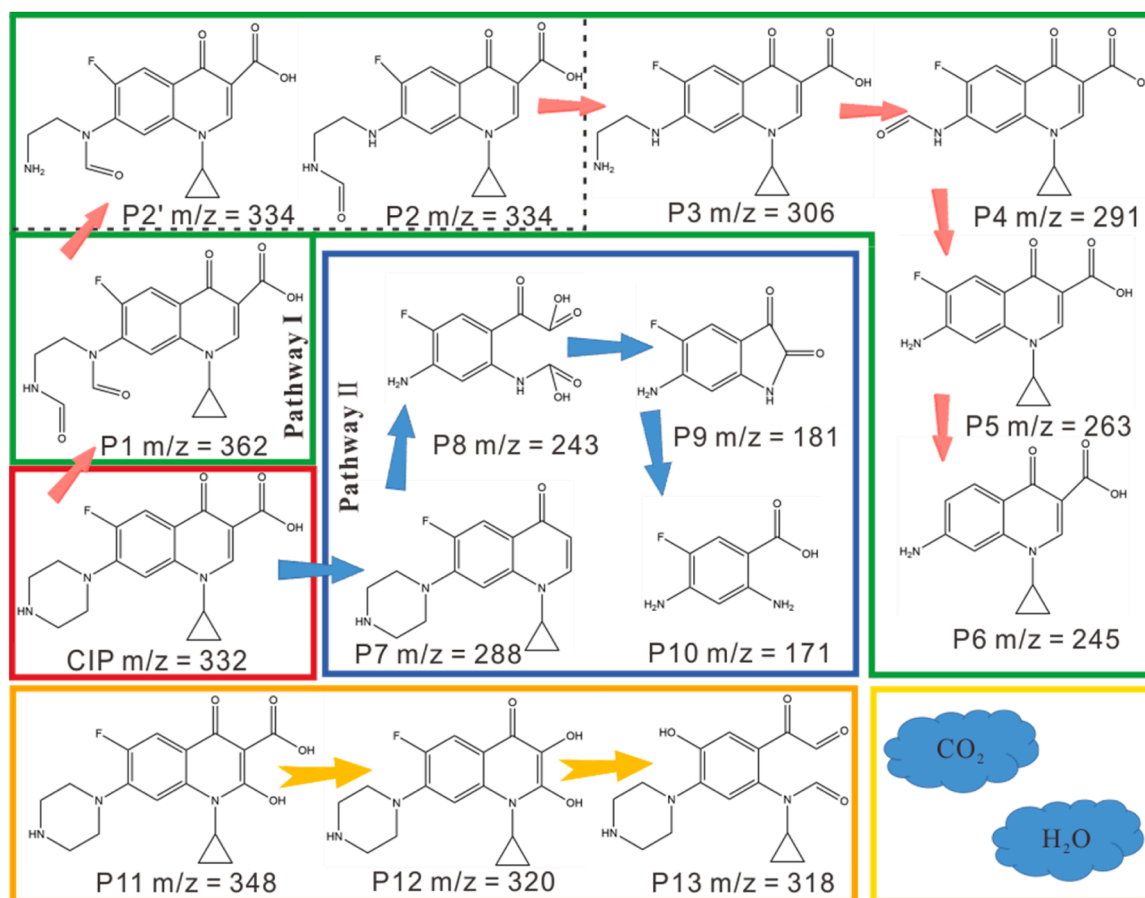 P2' m/z = 334
P2 m/z = 334
P3 m/z = 306
P4 m/z = 291
P1 m/z = 362
Pathway I
Pathway II
P8 m/z = 243
P9 m/z = 181
P5 m/z = 263
CIP m/z = 332
P7 m/z = 288
P10 m/z = 171
P6 m/z = 245
P11 m/z = 348
P12 m/z = 320
P13 m/z = 318
CO₂
H₂O